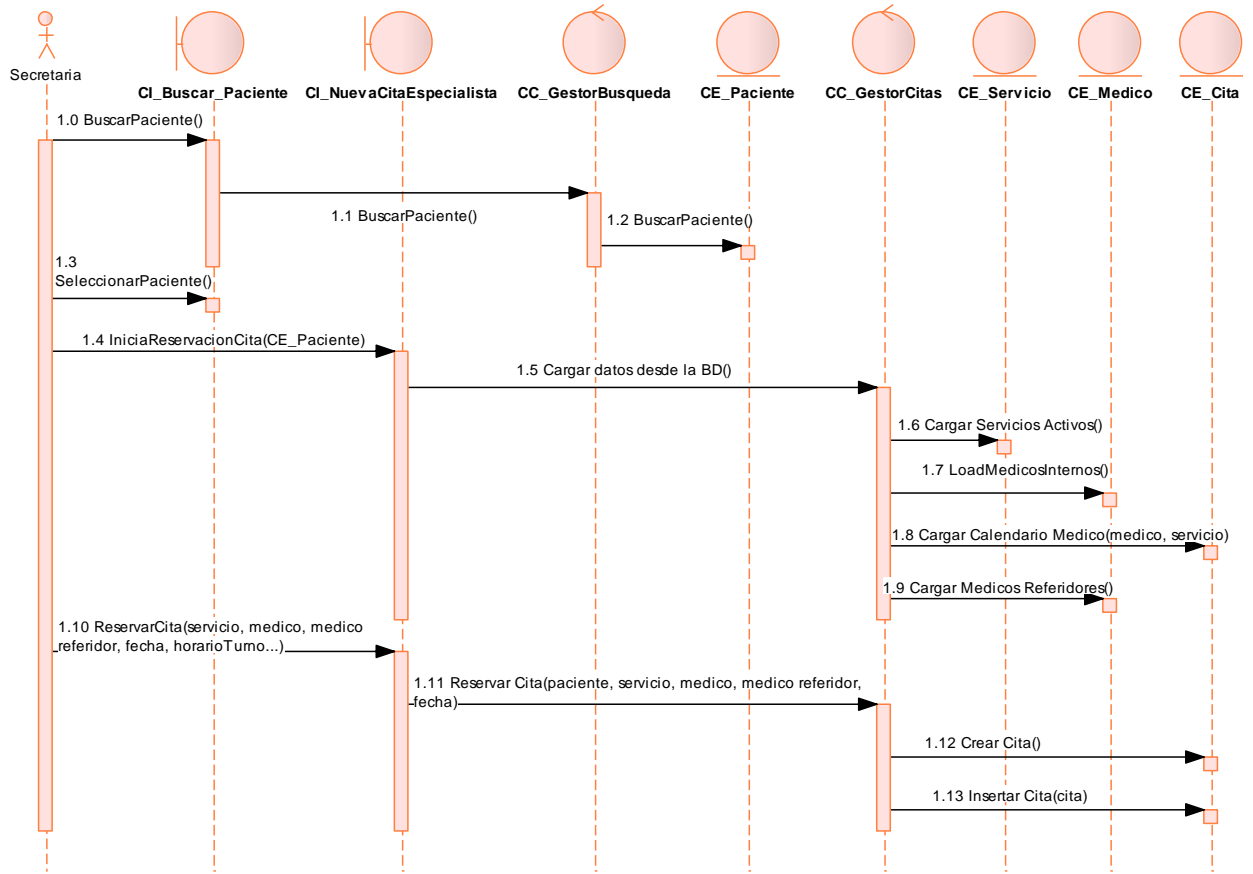 Secretaria
CI_Buscar_Paciente
CI_NuevaCitaEspecialista
CC_GestorBusqueda
CE_Paciente
CC_GestorCitas
CE_Servicio
CE_Medico
CE_Cita
1.0 BuscarPaciente()
1.1 BuscarPaciente()
1.2 BuscarPaciente()
1.3
SeleccionarPaciente()
1.4 IniciaReservacionCita(CE_Paciente)
1.5 Cargar datos desde la BD()
1.6 Cargar Servicios Activos()
1.7 LoadMedicosInternos()
1.8 Cargar Calendario Medico(medico, servicio)
1.9 Cargar Medicos Referidores()
1.10 ReservarCita(servicio, medico, medico
referidor, fecha, horarioTurno...)
1.11 Reservar Cita(paciente, servicio, medico, medico referidor,
fecha)
1.12 Crear Cita()
1.13 Insertar Cita(cita)